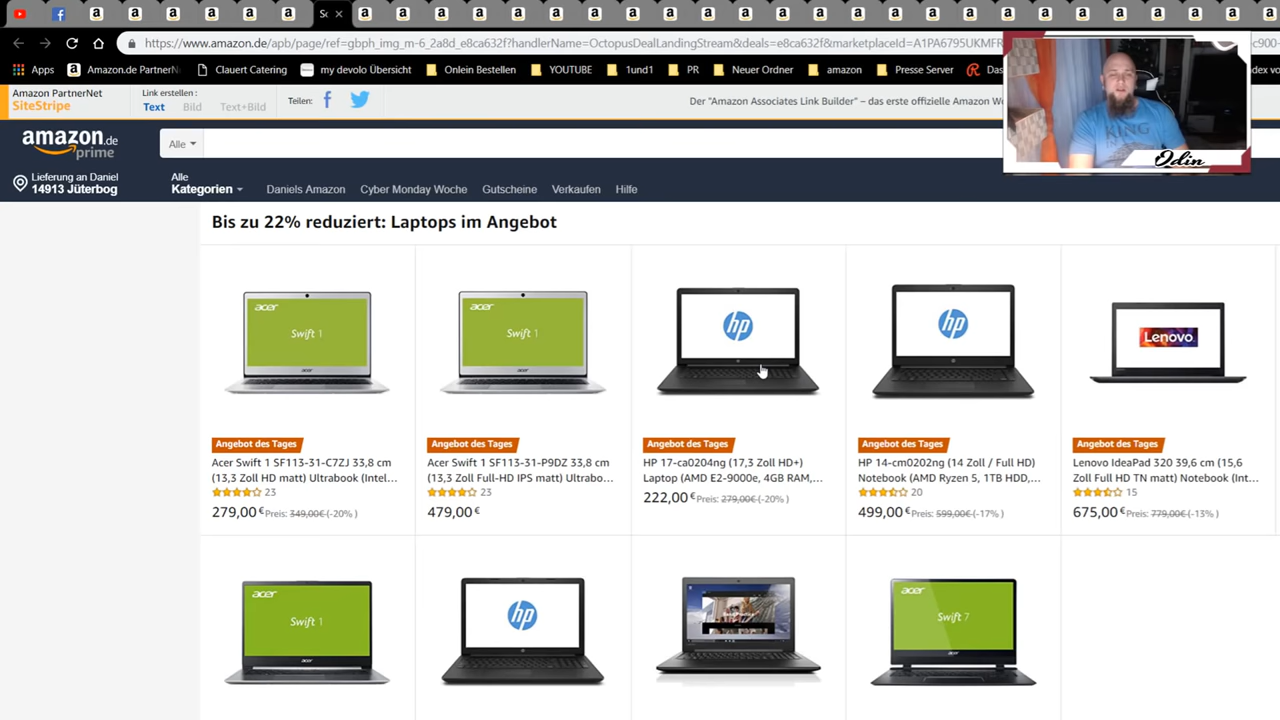 Sc
https://www.amazon.de/apb/page/ref=gbph_img_m-6_2a8d_e8ca632f?handlerName=OctopusDealLandingStream&deals=e8ca632f&marketplaceId=A1PA6795UKMFR
Apps
Amazon.de PartnerN
Clauert Catering
my devolo Übersicht
Onlein Bestellen
YOUTUBE
1und1
PR
Neuer Ordner
amazon
Presse Server
Das
Amazon PartnerNet
SiteStripe
Link erstellen :
Text
Bild
Text+Bild
Teilen:
Der "Amazon Associates Link Builder" – das erste offizielle Amazon
KING
Odin
amazon.de
prime
Alle
Lieferung an Daniel
14913 Jüterbog
Alle
Kategorien
Daniels Amazon
Cyber Monday Woche
Gutscheine
Verkaufen
Hilfe
Bis zu 22% reduziert: Laptops im Angebot
acer
Swift 1
acer
Swift 1
hp
hp
Lenovo
Angebot des Tages
Acer Swift 1 SF113-31-C7ZJ 33,8 cm
(13,3 Zoll HD matt) Ultrabook (Intel...
23
279,00 € Preis: 349,00€ (-20% )
Angebot des Tages
Acer Swift 1 SF113-31-P9DZ 33,8 cm
(13,3 Zoll Full-HD IPS matt) Ultrabo...
23
479,00 €
Angebot des Tages
HP 17-ca0204ng (17,3 Zoll HD+)
Laptop (AMD E2-9000e, 4GB RAM,...
222,00 € Preis: 279,00€ (-20% )
Angebot des Tages
HP 14-cm0202ng (14 Zoll / Full HD)
Notebook (AMD Ryzen 5, 1TB HDD,...
20
499,00 € Preis: 599,00€ (-17% )
Angebot des Tages
Lenovo IdeaPad 320 39,6 cm (15,6
Zoll Full HD TN matt) Notebook (Int...
15
675,00 € Preis: 779,00€ (-13% )
acer
Swift 1
hp
acer
Swift 7